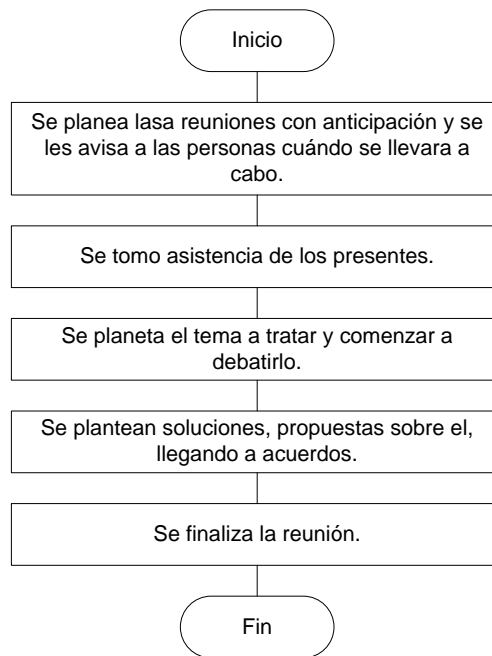 Inicio
Se planea lasa reuniones con anticipación y se
les avisa a las personas cuándo se llevara a
cabo.
Se tomo asistencia de los presentes.
Se planeta el tema a tratar y comenzar a
debatirlo.
Se plantean soluciones, propuestas sobre el,
llegando a acuerdos.
Se finaliza la reunión.
Fin